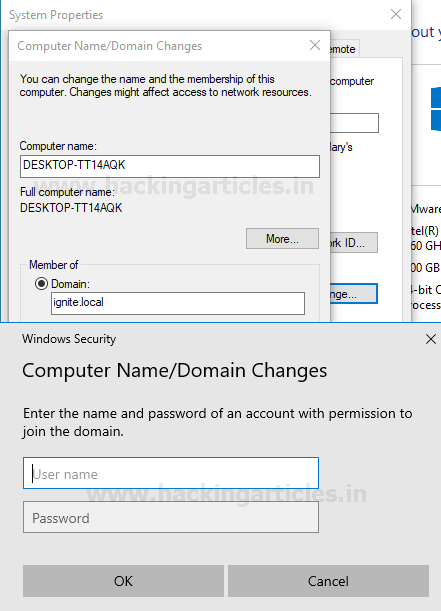 System Properties
Computer Name/Domain Changes
emote
You can change the name and the membership of this
computer. Changes might affect access to network resources.
computer
Computer name:
DESKTOP-TT14AQK
ary's
www.hackingarticles.in
Full computer name:
DESKTOP-TT14AQK
More...
rk ID...
Member of
Domain:
ignite.local
nge...
out y
Mware
tel(R)
60 GH
00 GB
4-bit C
rocess
Windows Security
Computer Name/Domain Changes
Enter the name and password of an account with permission to
join the domain.
User name
www.hackingarticles.in
Password
OK
Cancel